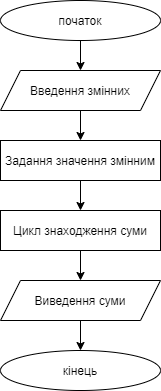 початок
Введення змінних
Задання значення змінним
Цикл знаходження суми
Виведення суми
кінець